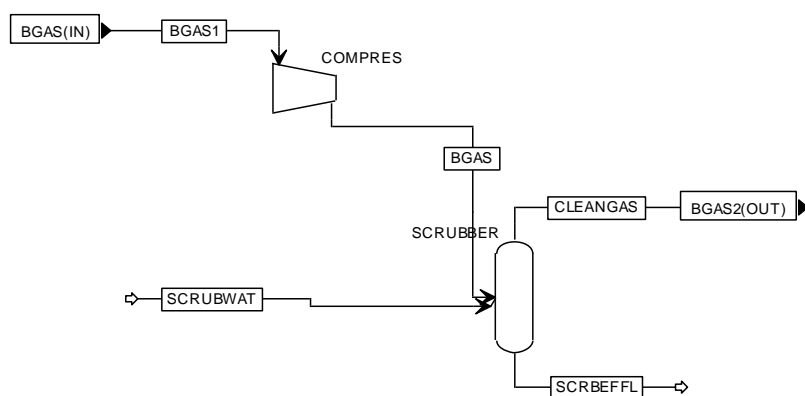 BGAS(IN)
BGAS1
COMPRES
BGAS
CLEANGAS
BGAS2(OUT)
SCRUBBER
SCRUBWAT
SCRBEFFL